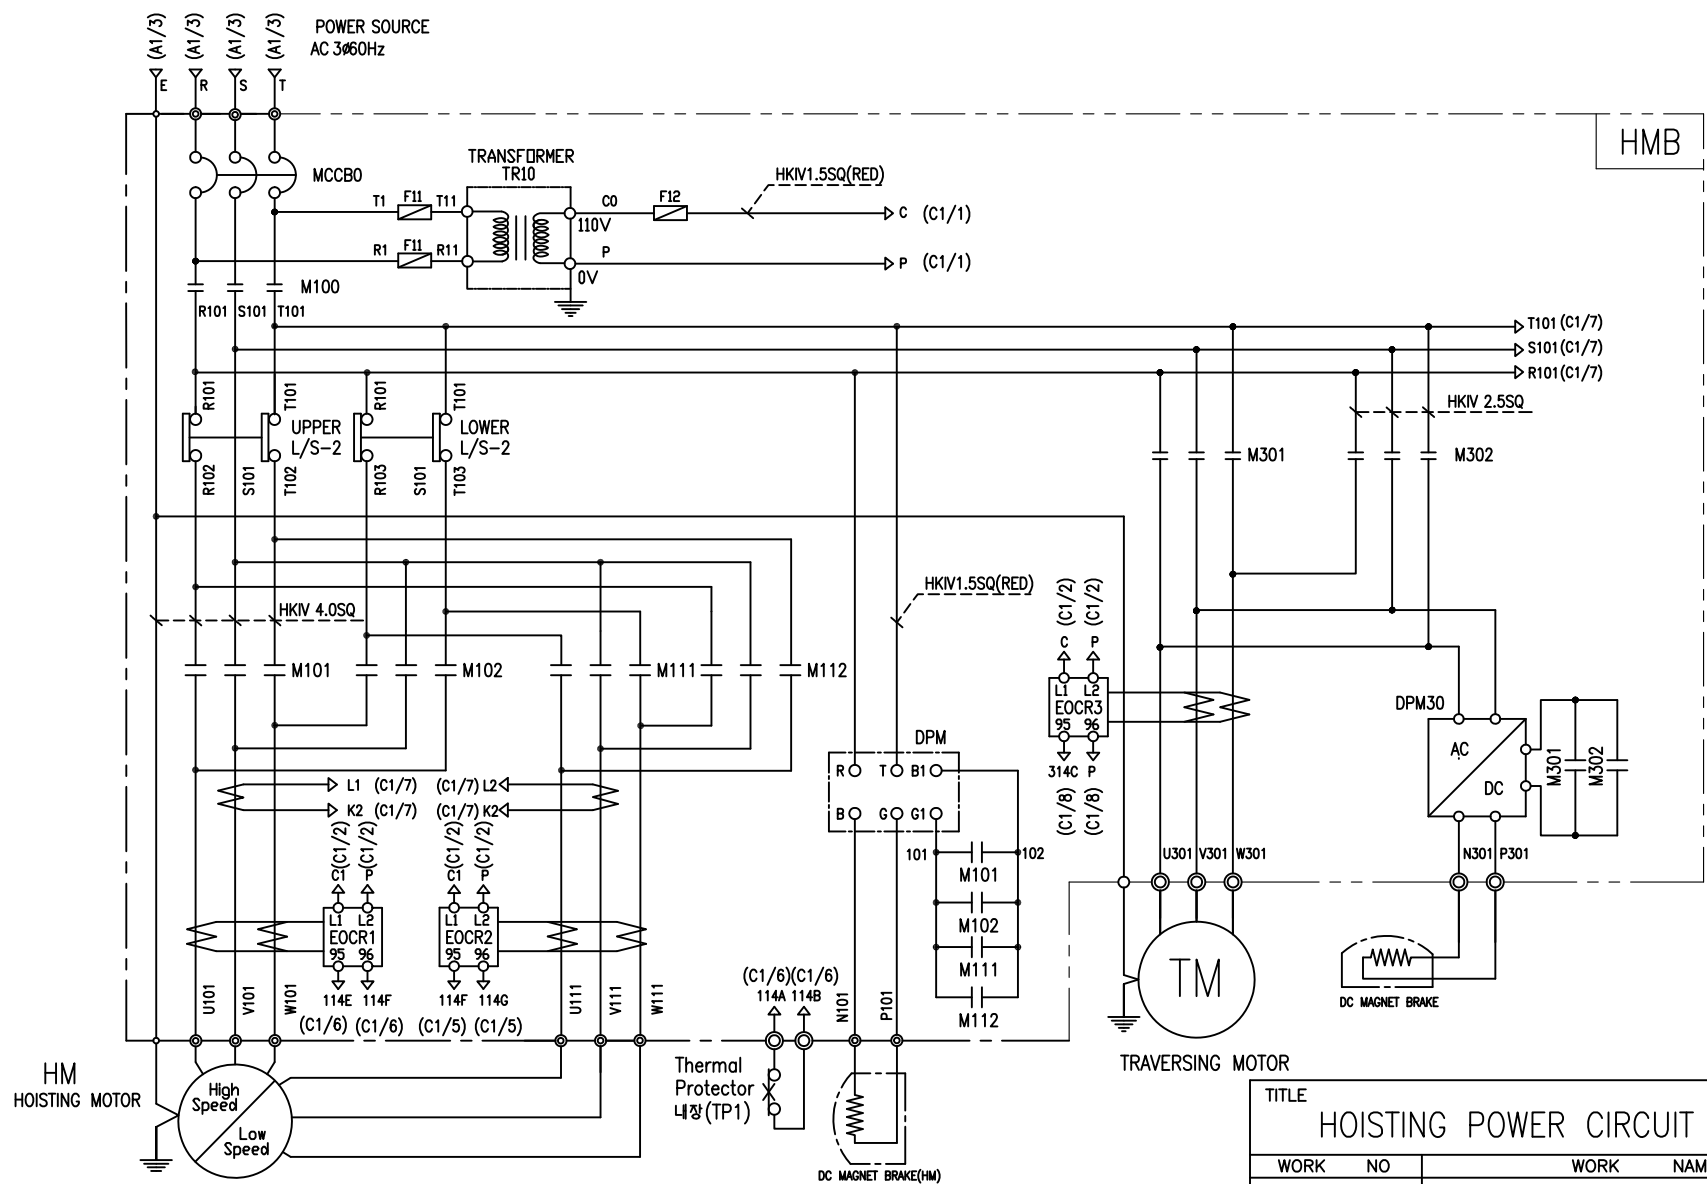 (A1/3) (A1/3) (A1/3) (A1/3)
POWER SOURCE
AC 3ø60Hz
E R S T
HMB
MCCB0
TRANSFORMER
TR10
HKIV1.5SQ(RED)
T1 F11 T11
C0 F12
C (C1/1)
110V
R1 F11 R11
P
P (C1/1)
0V
M100
R101 S101 T101
T101(C1/7)
S101(C1/7)
R101(C1/7)
R101 T101 R101 T101
HKIV 2.5SQ
UPPER
L/S-2
LOWER
L/S-2
M301
M302
R102 S101 T102 R103 S101 T103
HKIV 4.0SQ
HKIV1.5SQ(RED)
(C1/2) (C1/2)
C P
M101
M102
M111
M112
L1 L2
EOCR3
95 96
314C P
(C1/8) (C1/8)
DPM30
AC
DC
M301 M302
DPM
R T B1
B G G1
L1 (C1/7)
(C1/7) L2
K2 (C1/7)
(C1/7) K2
(C1/2) (C1/2) (C1/2) (C1/2)
C1 P C1 P
101
102
M101
M102
M111
M112
U301 V301 W301
N301 P301
L1 L2
EOCR1
95 96
L1 L2
EOCR2
95 96
114E 114F
114F 114G
(C1/6) (C1/6) (C1/5) (C1/5)
U101 V101 W101
U111 V111 W111
(C1/6)(C1/6)
114A 114B
N101 P101
TM
DC MAGNET BRAKE
TRAVERSING MOTOR
HM
HOISTING MOTOR
High
Speed
Low
Speed
Thermal
Protector
내장(TP1)
DC MAGNET BRAKE(HM)
TITLE
HOISTING POWER CIRCUIT
WORK NO
WORK NAM